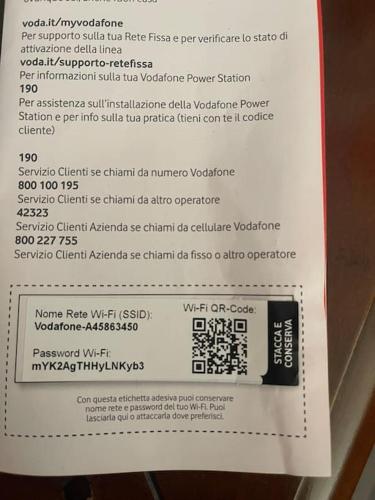 voda.it/myvodafone
Per supporto sulla tua Rete Fissa e per verificare lo stato di
attivazione della linea
voda.it/supporto-retefissa
Per informazioni sulla tua Vodafone Power Station
190
Per assistenza sull'installazione della Vodafone Power
Station e per info sulla tua pratica (tieni con te il codice
cliente)
190
Servizio Clienti se chiami da numero Vodafone
800 100 195
Servizio Clienti se chiami da altro operatore
42323
Servizio Clienti Azienda se chiami da cellulare Vodafone
800 227 755
Servizio Clienti Azienda se chiami da fisso o altro operatore
Nome Rete Wi-Fi (SSID):
Vodafone-A45863450
Password Wi-Fi:
mYK2AgTHHyLNKyb3
Wi-Fi QR-Code:
STACCA E
CONSERVA
Con questa etichetta adesiva puoi conservare
nome rete e password del tuo Wi-Fi. Puoi
lasciarla qui o attaccarla dove preferisci.